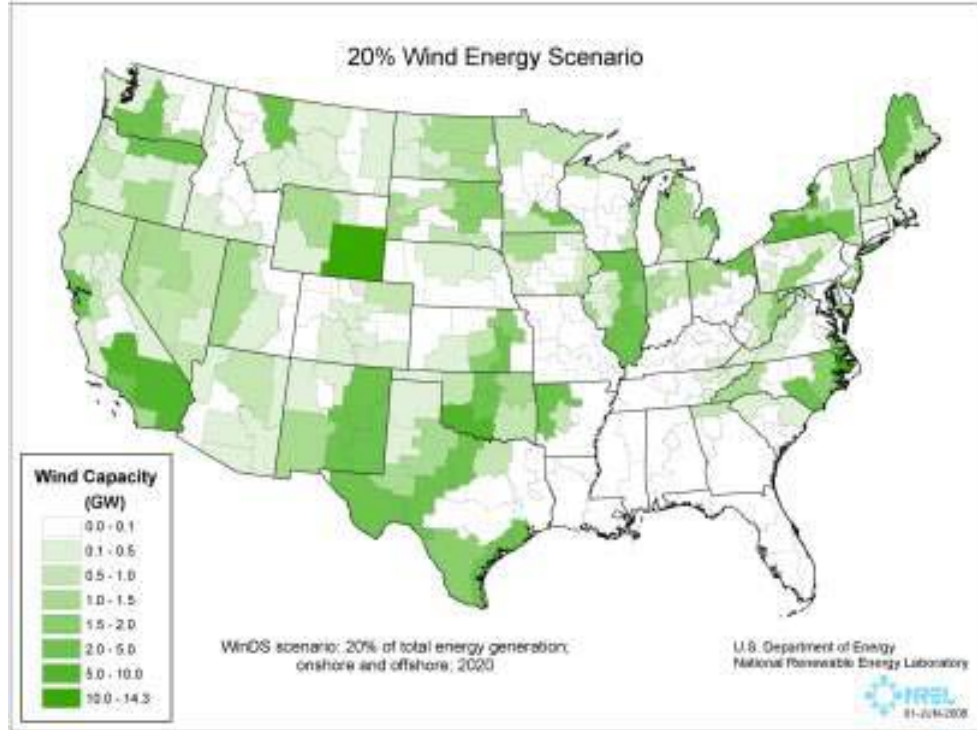 20% Wind Energy Scenario
Wind Capacity
(GW)
0.0 - 0.1
0.1 - 0.5
0.5 - 1.0
1.0 - 1.5
1.5 - 2.0
2.0 - 5.0
5.0 - 10.0
10.0 - 14.3
WinDS scenario: 20% of total energy generation;
onshore and offshore; 2020
U.S. Department of Energy
National Renewable Energy Laboratory
NREL
01-JUN-2008